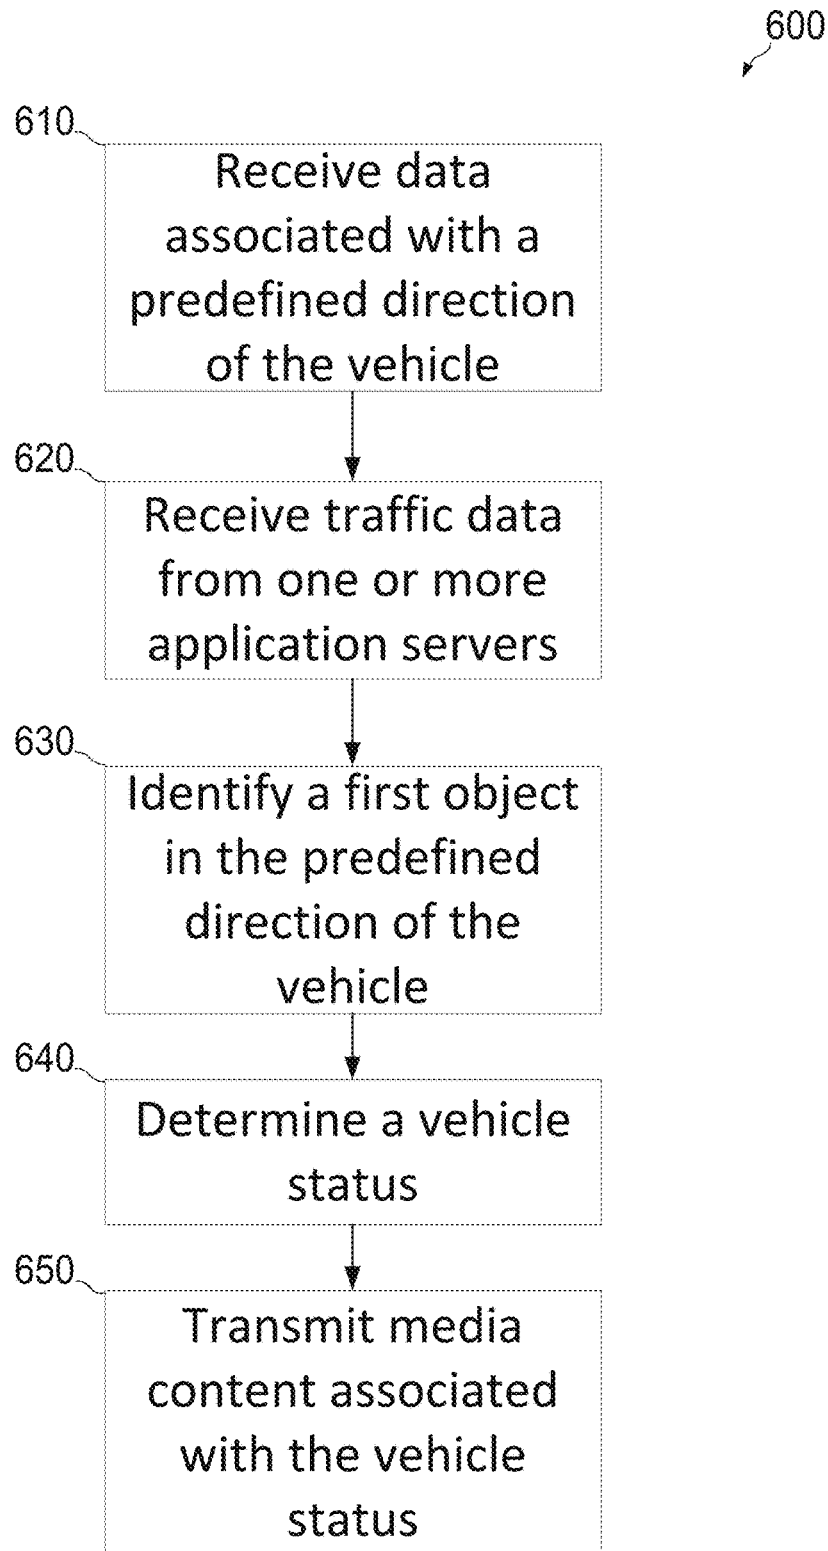 600
610
Receive data
associated with a
predefined direction
of the vehicle
620
Receive traffic data
from one or more
application servers
630
Identify a first object
in the predefined
direction of the
vehicle
640
Determine a vehicle
status
650
Transmit media
content associated
with the vehicle
status